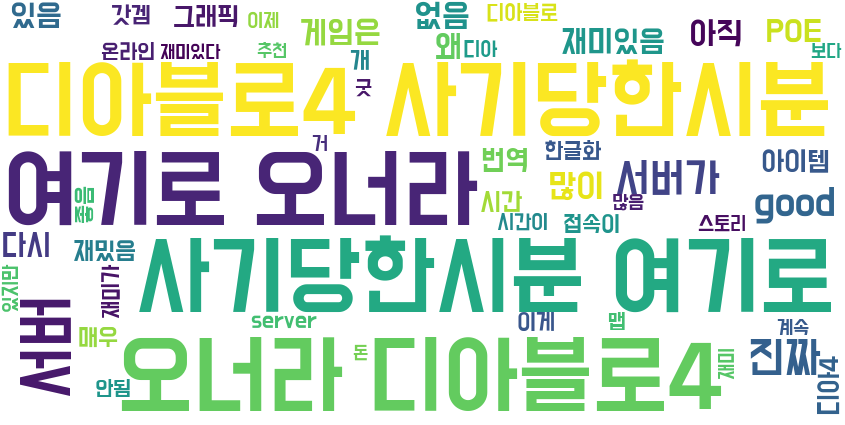 있음 갓겜 그래픽 이제 게임은 없음 디아블로 재미있음 아직 POE
온라인 재미있다 추천 개 왜 디아 보다
굿
디아블로4 사기당한시분
거
여기로 오너라 번역 한글화 서버가 아이템
좋음 시간 많이 많음 good
다시 재밌음 시간이 접속이 스토리
있지만 재미가 사기당한시분 여기로
서버 매우 server 이게 맵 계속
안됨 오너라 돈 디아블로4 재미 진짜 디아4